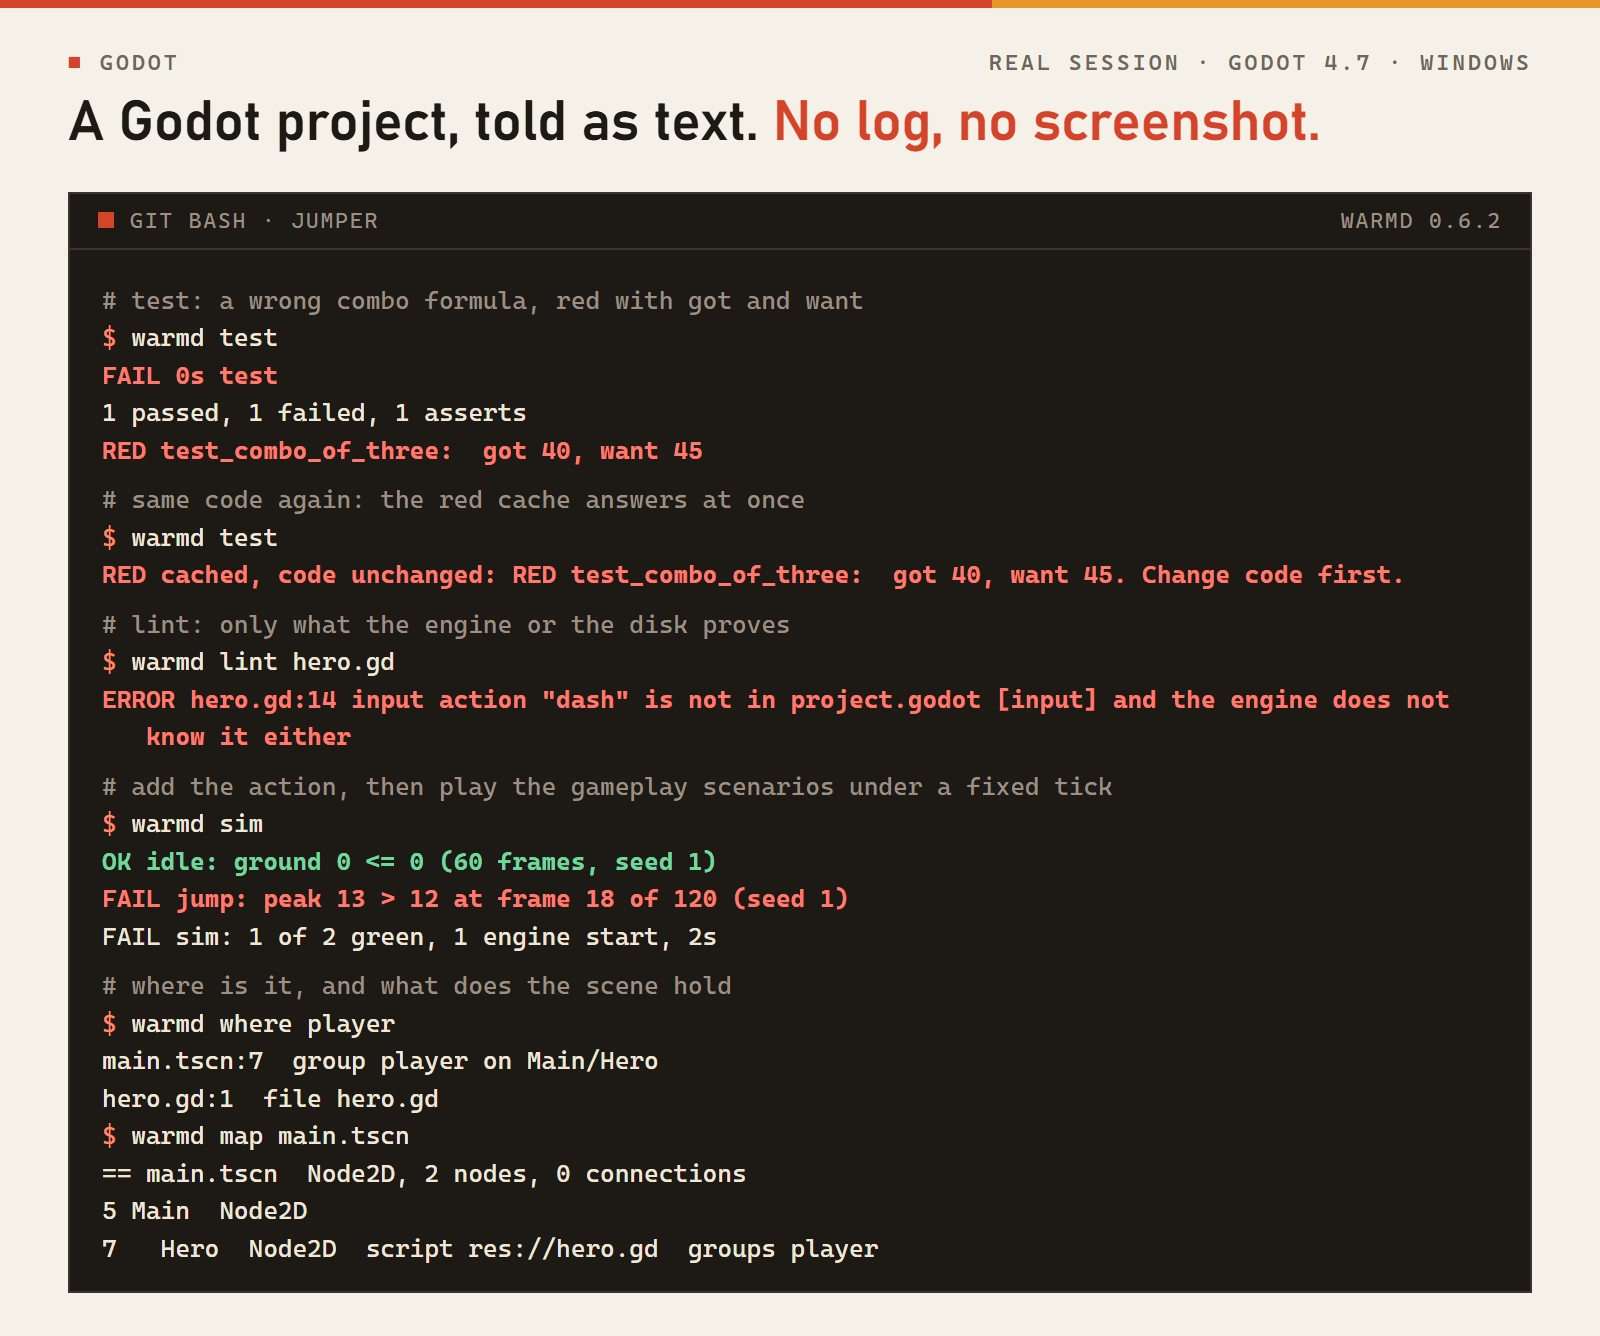 GODOT
REAL SESSION · GODOT 4.7 · WINDOWS
A Godot project, told as text. No log, no screenshot.
GIT BASH · JUMPER
WARMD 0.6.2
# test: a wrong combo formula, red with got and want
$ warmd test
FAIL 0s test
1 passed, 1 failed, 1 asserts
RED test_combo_of_three:  got 40, want 45
# same code again: the red cache answers at once
$ warmd test
RED cached, code unchanged: RED test_combo_of_three:  got 40, want 45. Change code first.
# lint: only what the engine or the disk proves
$ warmd lint hero.gd
ERROR hero.gd:14 input action "dash" is not in project.godot [input] and the engine does not
know it either
# add the action, then play the gameplay scenarios under a fixed tick
$ warmd sim
OK idle: ground 0 <= 0 (60 frames, seed 1)
FAIL jump: peak 13 > 12 at frame 18 of 120 (seed 1)
FAIL sim: 1 of 2 green, 1 engine start, 2s
# where is it, and what does the scene hold
$ warmd where player
main.tscn:7  group player on Main/Hero
hero.gd:1  file hero.gd
$ warmd map main.tscn
== main.tscn  Node2D, 2 nodes, 0 connections
5 Main  Node2D
7   Hero  Node2D  script res://hero.gd  groups player